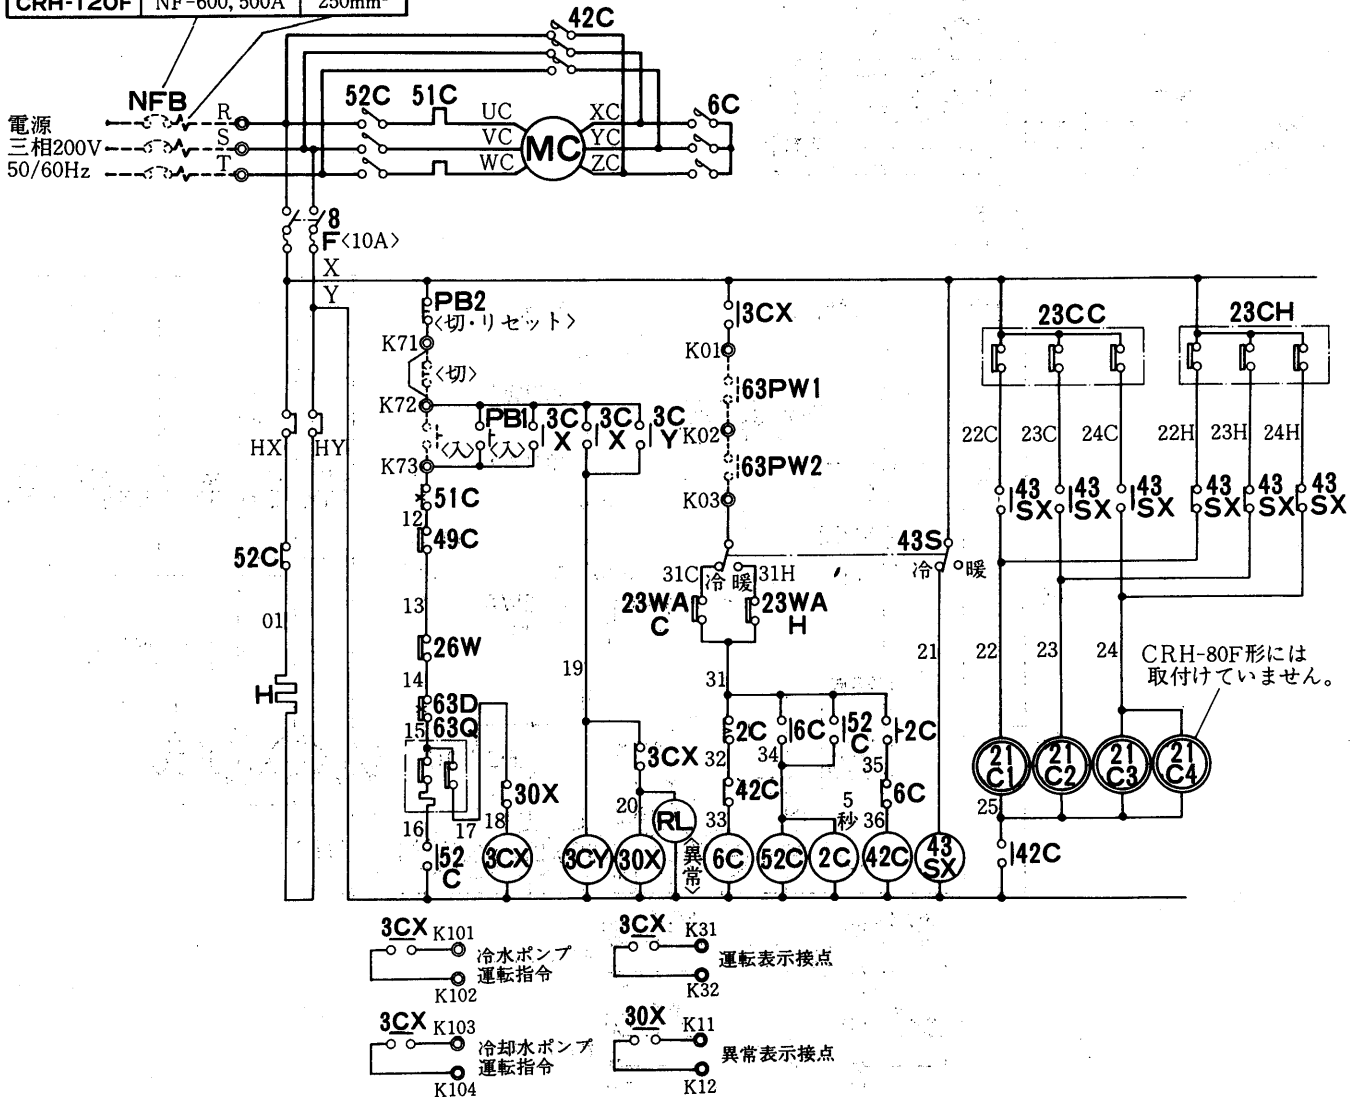 CRH-120F NF-600, 500A 250mm²
42C
NFB 52C 51C 6C
電源 R UC XC
三相200V S VC MC YC
50/60Hz T WC ZC
8
F<10A>
X
Y
PB2
<切・リセット>
K71
<切>
K72
<入>
PB1
<入>
3C
X
3C
X
3C
Y
K73
51C
12
49C
13
26W
14
63D
63Q
15
16
17
52
C
30X
18
3CX
19
3CY
3CX
20
30X
RL
<異常>
HX HY
52C
01
H
3CX
K01
63PW1
K02
63PW2
K03
43S
冷 暖
31C 冷 暖 31H
23WA
C
23WA
H
31
2C 6C 52
C
2C
32
34
35
42C
6C
33
5
秒
36
6C 52C 2C 42C 43
SX
21
23CC 23CH
22C 23C 24C 22H 23H 24H
43
SX
43
SX
43
SX
43
SX
43
SX
43
SX
22 23 24
CRH-80F形には
取付けていません。
21
C1
21
C2
21
C3
21
C4
25
42C
3CX K101
冷水ポンプ
運転指令
K102
3CX K31
運転表示接点
K32
3CX K103
冷却水ポンプ
運転指令
K104
30X K11
異常表示接点
K12